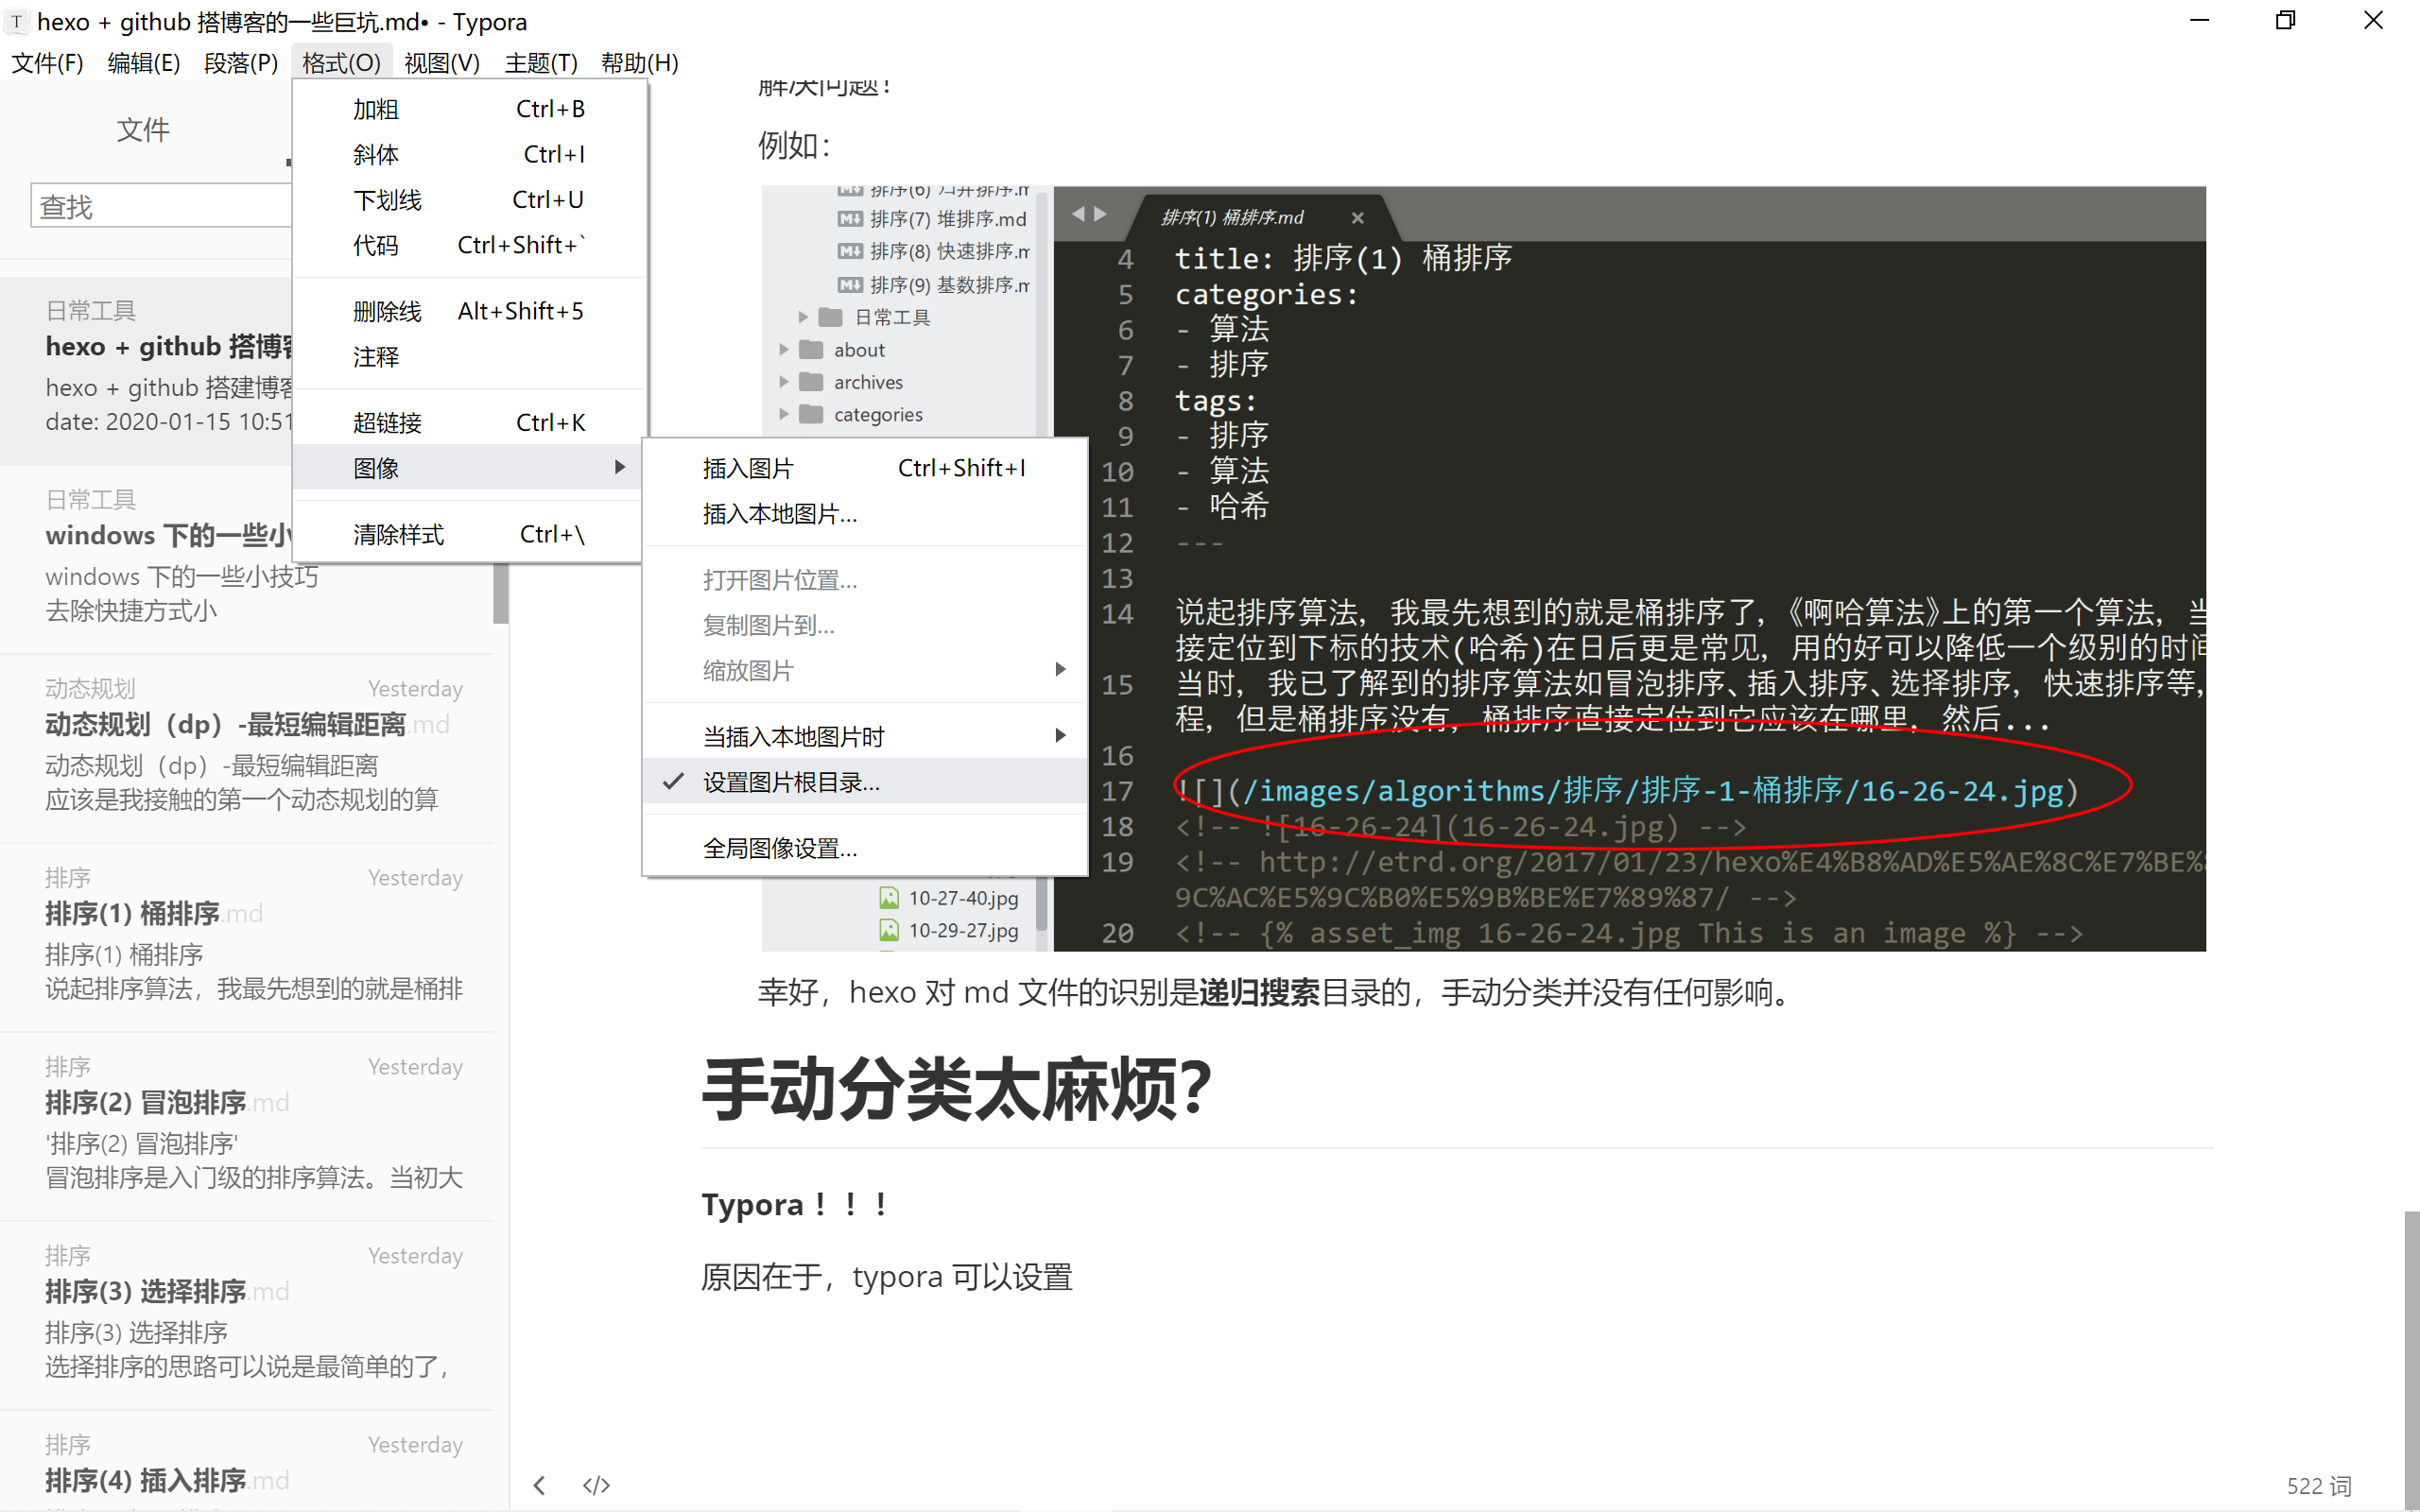 hexo + github 搭博客的一些巨坑.md• - Typora
文件(F) 编辑(E) 段落(P) 格式(O) 视图(V) 主题(T) 帮助(H)
文件
查找
日常工具
hexo + github 搭博客
hexo + github 搭建博客
date: 2020-01-15 10:51
日常工具
windows 下的一些小
windows 下的一些小技巧
去除快捷方式小
动态规划 Yesterday
动态规划（dp）-最短编辑距离.md
动态规划（dp）-最短编辑距离
应该是我接触的第一个动态规划的算
排序 Yesterday
排序(1) 桶排序.md
排序(1) 桶排序
说起排序算法，我最先想到的就是桶排
排序 Yesterday
排序(2) 冒泡排序.md
'排序(2) 冒泡排序'
冒泡排序是入门级的排序算法。当初大
排序 Yesterday
排序(3) 选择排序.md
排序(3) 选择排序
选择排序的思路可以说是最简单的了，
排序 Yesterday
排序(4) 插入排序.md
加粗 Ctrl+B
斜体 Ctrl+I
下划线 Ctrl+U
代码 Ctrl+Shift+`
删除线 Alt+Shift+5
注释
超链接 Ctrl+K
图像
清除样式 Ctrl+\
插入图片 Ctrl+Shift+I
插入本地图片...
打开图片位置...
复制图片到...
缩放图片
当插入本地图片时
设置图片根目录...
全局图像设置...
解决问题！
例如：
排序(6) 归并排序.m
排序(7) 堆排序.md
排序(8) 快速排序.m
排序(9) 基数排序.m
日常工具
about
archives
categories
10-27-40.jpg
10-29-27.jpg
排序(1) 桶排序.md ×
4 title: 排序(1) 桶排序
5 categories:
6 - 算法
7 - 排序
8 tags:
9 - 排序
10 - 算法
11 - 哈希
12 ---
13
14 说起排序算法，我最先想到的就是桶排序了，《啊哈算法》上的第一个算法，当
接定位到下标的技术(哈希)在日后更是常见，用的好可以降低一个级别的时间
15 当时，我已了解到的排序算法如冒泡排序、插入排序、选择排序，快速排序等，
程，但是桶排序没有，桶排序直接定位到它应该在哪里，然后...
16
17 ![](/images/algorithms/排序/排序-1-桶排序/16-26-24.jpg)
18 <!-- ![16-26-24](16-26-24.jpg) -->
19 <!-- http://etrd.org/2017/01/23/hexo%E4%B8%AD%E5%AE%8C%E7%BE%
9C%AC%E5%9C%B0%E5%9B%BE%E7%89%87/ -->
20 <!-- {% asset_img 16-26-24.jpg This is an image %} -->
幸好，hexo 对 md 文件的识别是递归搜索目录的，手动分类并没有任何影响。
手动分类太麻烦？
Typora！！！
原因在于，typora 可以设置
522 词